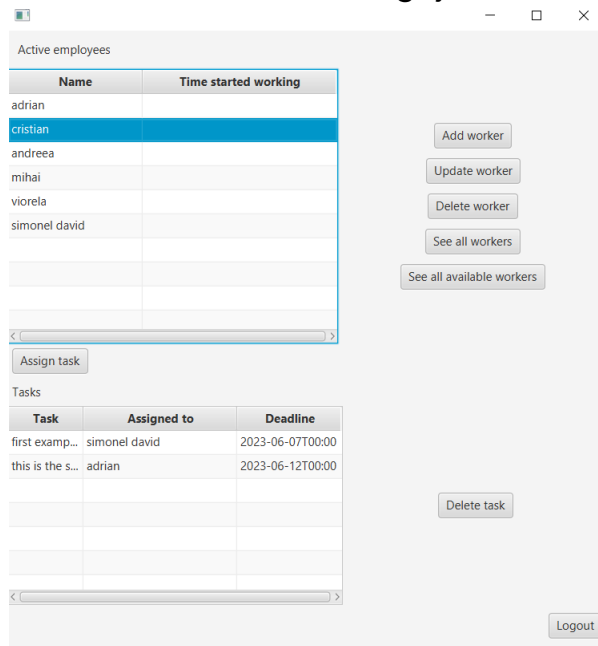 Active employees
Name Time started working
adrian
cristian
andreea
mihai
viorela
simonel david
Add worker
Update worker
Delete worker
See all workers
See all available workers
Assign task
Tasks
Task Assigned to Deadline
first examp... simonel david 2023-06-07T00:00
this is the s... adrian 2023-06-12T00:00
Delete task
Logout